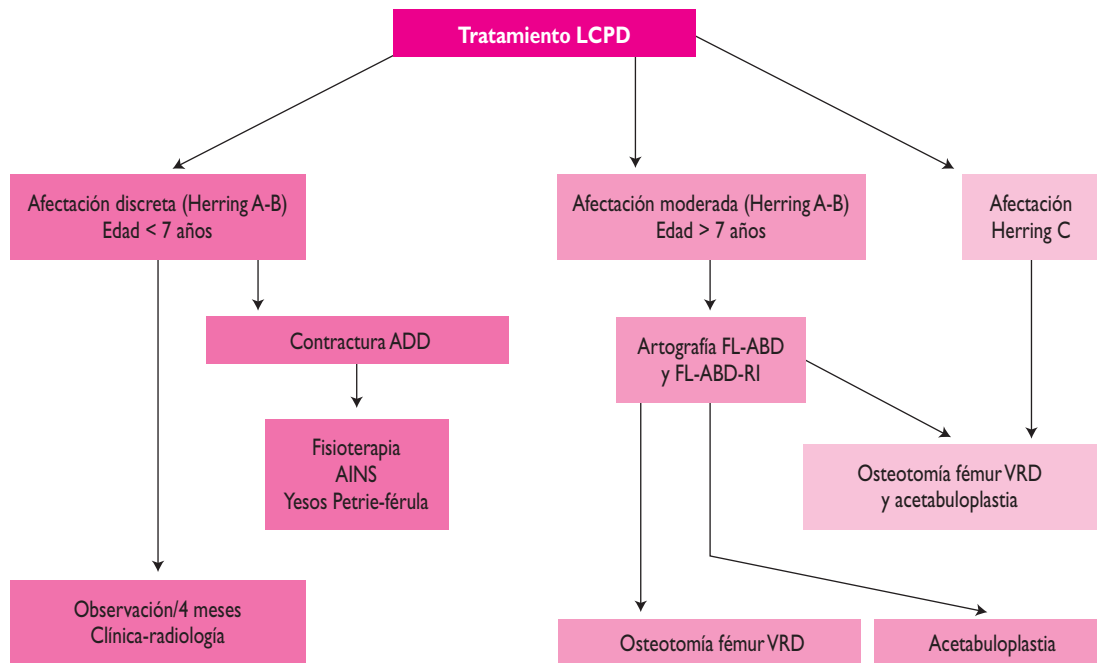 Tratamiento LCPD
Afectación discreta (Herring A-B)
Edad < 7 años
Afectación moderada (Herring A-B)
Edad > 7 años
Afectación
Herring C
Contractura ADD
Artografía FL-ABD
y FL-ABD-RI
Fisioterapia
AINS
Yesos Petrie-férula
Osteotomía fémur VRD
y acetabuloplastia
Observación/4 meses
Clínica-radiología
Osteotomía fémur VRD
Acetabuloplastia